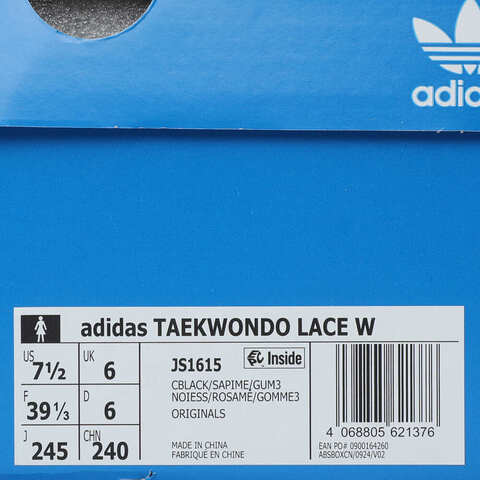 adidas
adidas TAEKWONDO LACE W
US 7½ UK 6
F 39⅓ D 6
J 245 CHN 240
JS1615 Inside
CBLACK/SAPIME/GUM3
NOIESS/ROSAME/GOMME3
ORIGINALS
MADE IN CHINA
FABRIQUÉ EN CHINE
4 068805 621376
EAN PO# 0900164260
ABSBOXCN/0924/V02